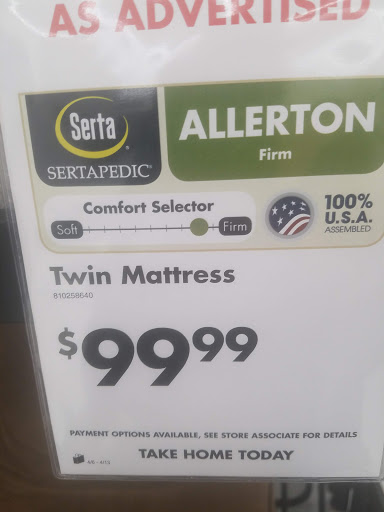 AS ADVERTISED
Serta
SERTAPEDIC®
ALLERTON
Firm
Comfort Selector
Soft Firm
100%
U.S.A.
ASSEMBLED
Twin Mattress
810258640
$99.99
PAYMENT OPTIONS AVAILABLE, SEE STORE ASSOCIATE FOR DETAILS
TAKE HOME TODAY